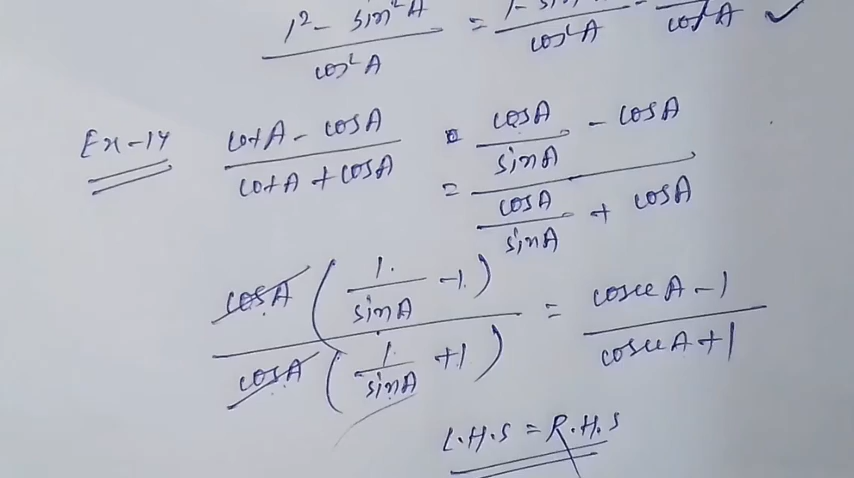 1² - sin²A / cos²A = 1 - sin / cos²A = cos²A ✓
Ex-14 cotA - cosA / cotA + cosA = cosA/sinA - cosA / cosA/sinA + cosA
cosA (1/sinA - 1) / cosA (1/sinA + 1) = cosecA - 1 / cosecA + 1
L.H.S = R.H.S